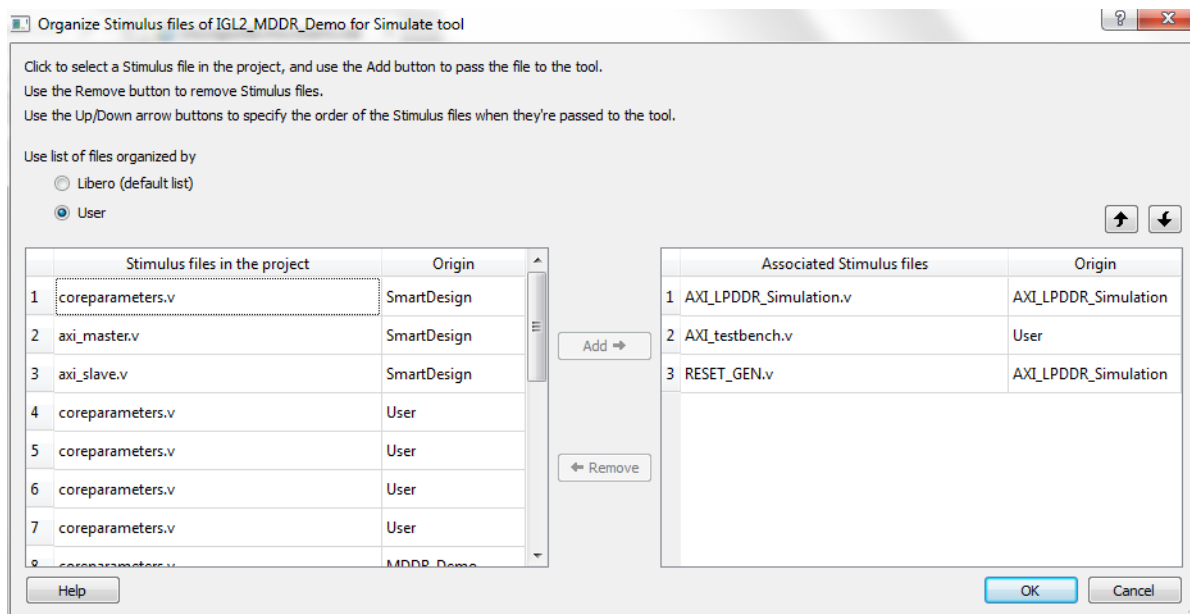 Organize Stimulus files of IGL2_MDDR_Demo for Simulate tool
Click to select a Stimulus file in the project, and use the Add button to pass the file to the tool.
Use the Remove button to remove Stimulus files.
Use the Up/Down arrow buttons to specify the order of the Stimulus files when they're passed to the tool.
Use list of files organized by
Libero (default list)
User
Stimulus files in the project Origin
1 coreparameters.v SmartDesign
2 axi_master.v SmartDesign
3 axi_slave.v SmartDesign
4 coreparameters.v User
5 coreparameters.v User
6 coreparameters.v User
7 coreparameters.v User
8 coreparameters.v MDDR_Demo
Add
Remove
Associated Stimulus files Origin
1 AXI_LPDDR_Simulation.v AXI_LPDDR_Simulation
2 AXI_testbench.v User
3 RESET_GEN.v AXI_LPDDR_Simulation
Help
OK
Cancel